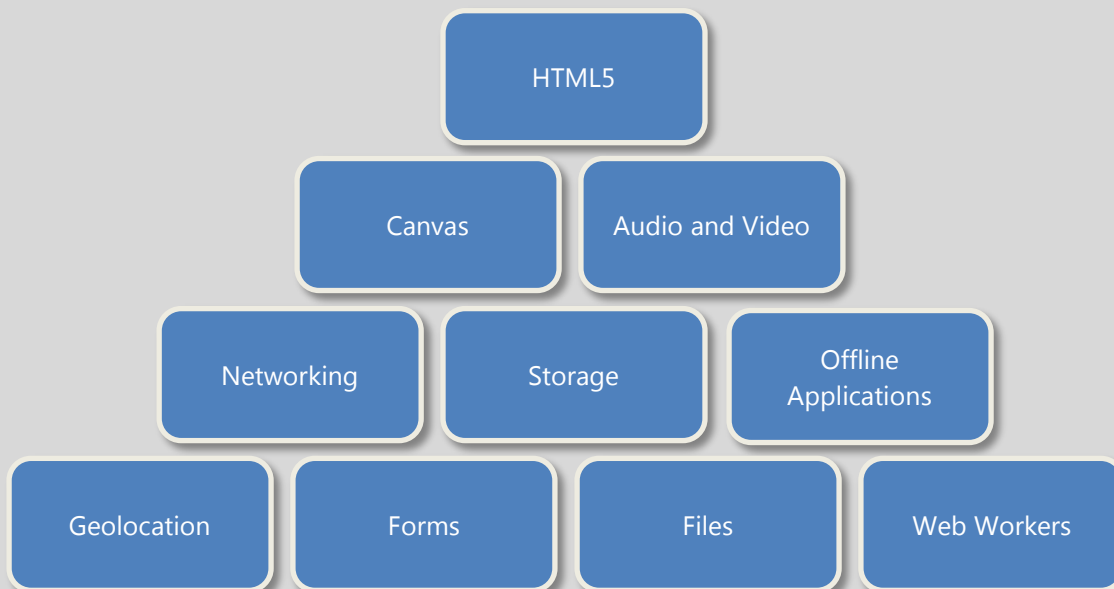 HTML5
Canvas
Audio and Video
Networking
Storage
Offline
Applications
Geolocation
Forms
Files
Web Workers